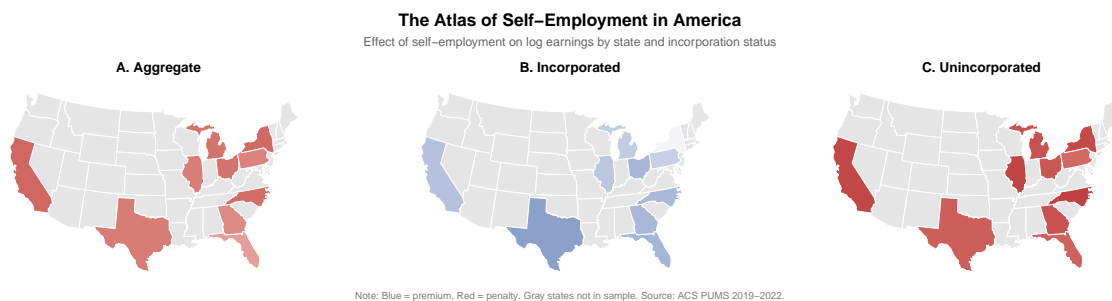 The Atlas of Self−Employment in America
Effect of self−employment on log earnings by state and incorporation status
A. Aggregate
B. Incorporated
C. Unincorporated
Note: Blue = premium, Red = penalty. Gray states not in sample. Source: ACS PUMS 2019−2022.